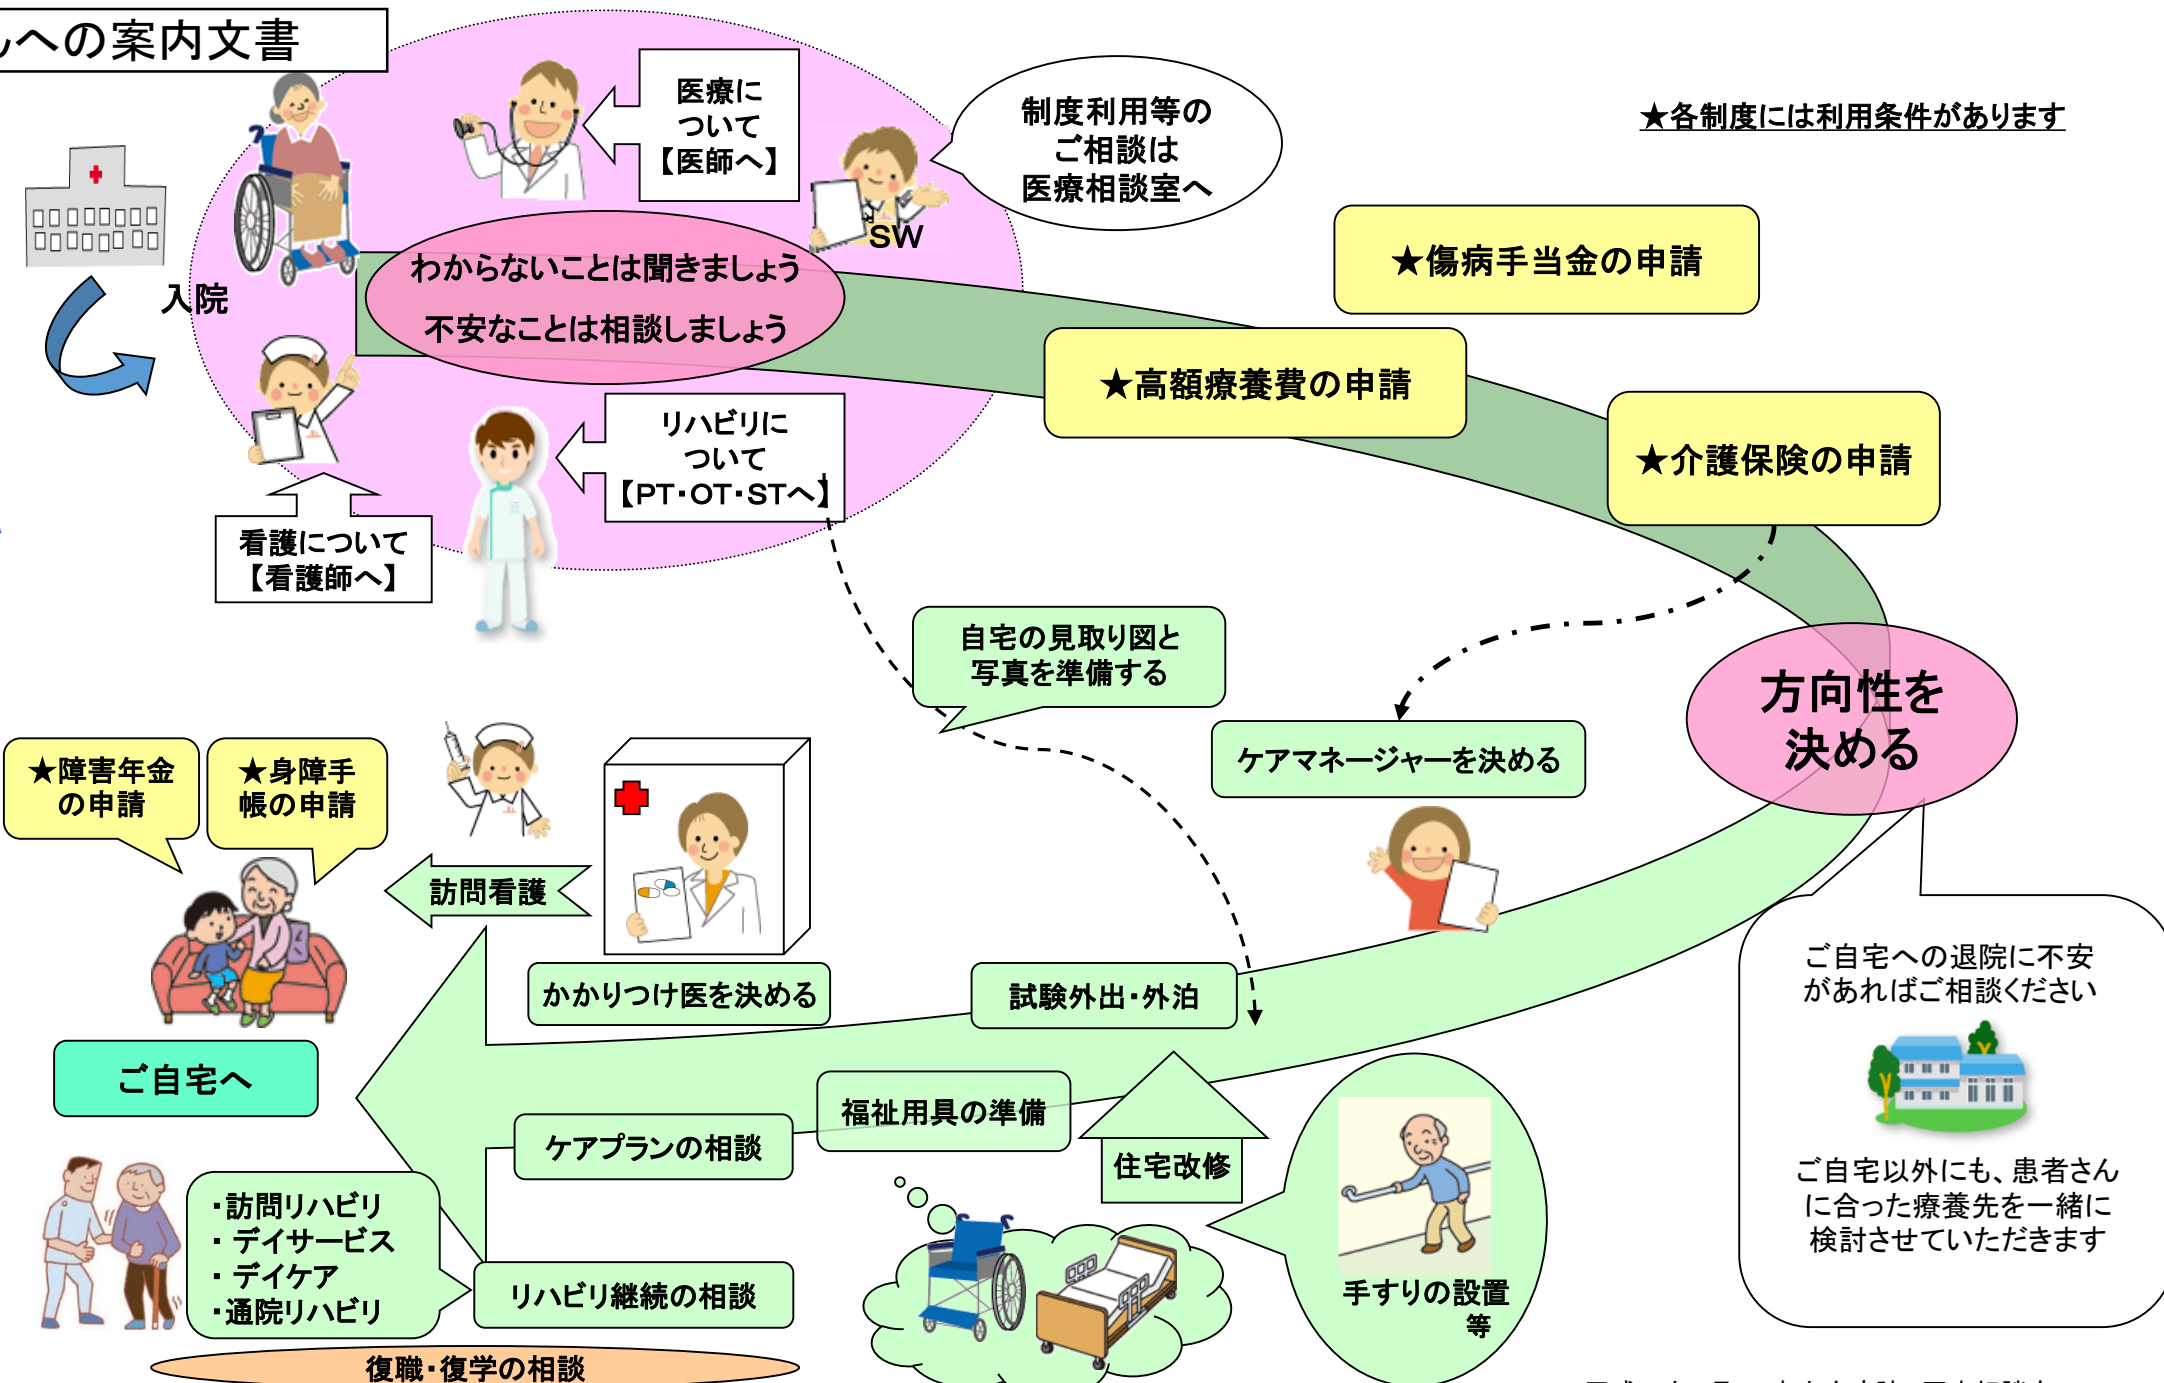 への案内文書
医療に
ついて
【医師へ】
制度利用等の
ご相談は
医療相談室へ
★各制度には利用条件があります
SW
入院
わからないことは聞きましょう
不安なことは相談しましょう
★傷病手当金の申請
★高額療養費の申請
★介護保険の申請
リハビリに
ついて
【PT・OT・STへ】
看護について
【看護師へ】
自宅の見取り図と
写真を準備する
方向性を
決める
ケアマネージャーを決める
★障害年金
の申請
★身障手
帳の申請
訪問看護
かかりつけ医を決める
試験外出・外泊
ご自宅への退院に不安
があればご相談ください
ご自宅へ
福祉用具の準備
ケアプランの相談
住宅改修
ご自宅以外にも、患者さん
に合った療養先を一緒に
検討させていただきます
・訪問リハビリ
・デイサービス
・デイケア
・通院リハビリ
リハビリ継続の相談
手すりの設置
等
復職・復学の相談